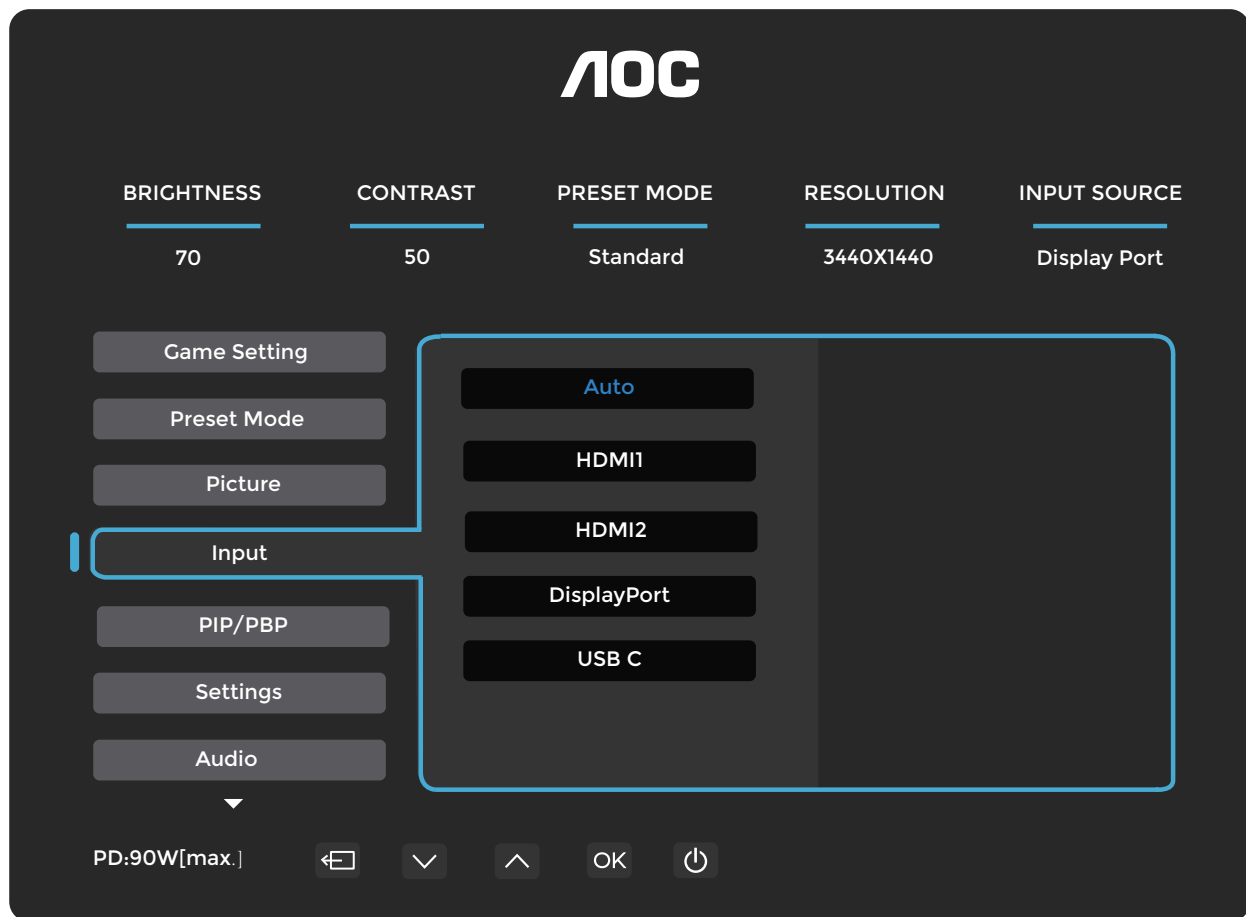 AOC
BRIGHTNESS CONTRAST PRESET MODE RESOLUTION INPUT SOURCE
70 50 Standard 3440X1440 Display Port
Game Setting
Preset Mode
Picture
Input
PIP/PBP
Settings
Audio
Auto
HDMI1
HDMI2
DisplayPort
USB C
PD:90W[max.]
OK